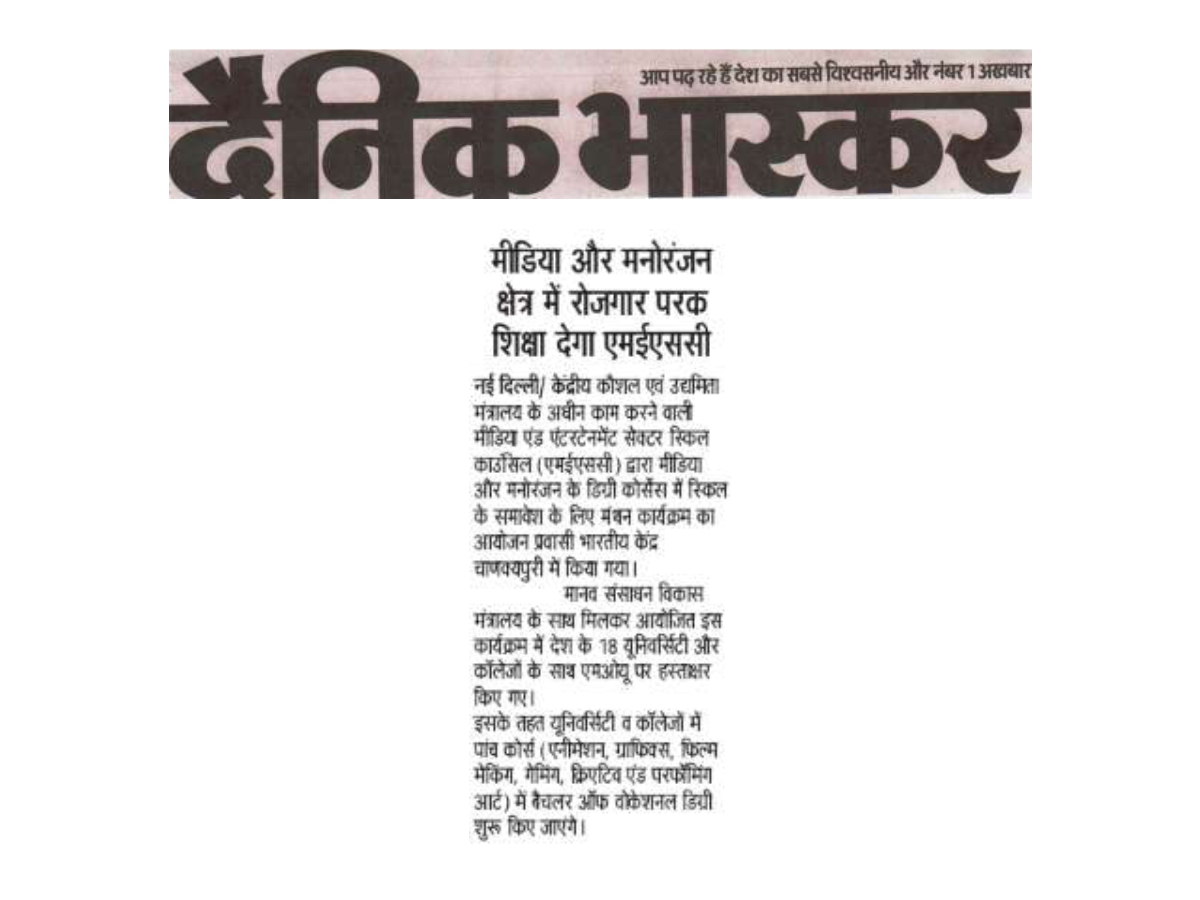 आप पढ़ रहे हैं देश का सबसे विश्वसनीय और नंबर 1 अखबार
दैनिक भास्कर
मीडिया और मनोरंजन
क्षेत्र में रोजगार परक
शिक्षा देगा एमईएससी
नई दिल्ली/ केंद्रीय कौशल एवं उद्यमिता
मंत्रालय के अधीन काम करने वाली
मीडिया एंड एंटरटेनमेंट सेक्टर स्किल
काउंसिल (एमईएससी) द्वारा मीडिया
और मनोरंजन के डिग्री कोर्सेस में स्किल
के समावेश के लिए मंथन कार्यक्रम का
आयोजन प्रवासी भारतीय केंद्र
चाणक्यपुरी में किया गया।
मानव संसाधन विकास
मंत्रालय के साथ मिलकर आयोजित इस
कार्यक्रम में देश के 18 यूनिवर्सिटी और
कॉलेजों के साथ एमओयू पर हस्ताक्षर
किए गए।
इसके तहत यूनिवर्सिटी व कॉलेजों में
पांच कोर्स (एनीमेशन, ग्राफिक्स, फिल्म
मेकिंग, गेमिंग, क्रिएटिव एंड परफॉर्मिंग
आर्ट) में बैचलर ऑफ वोकेशनल डिग्री
शुरू किए जाएंगे।